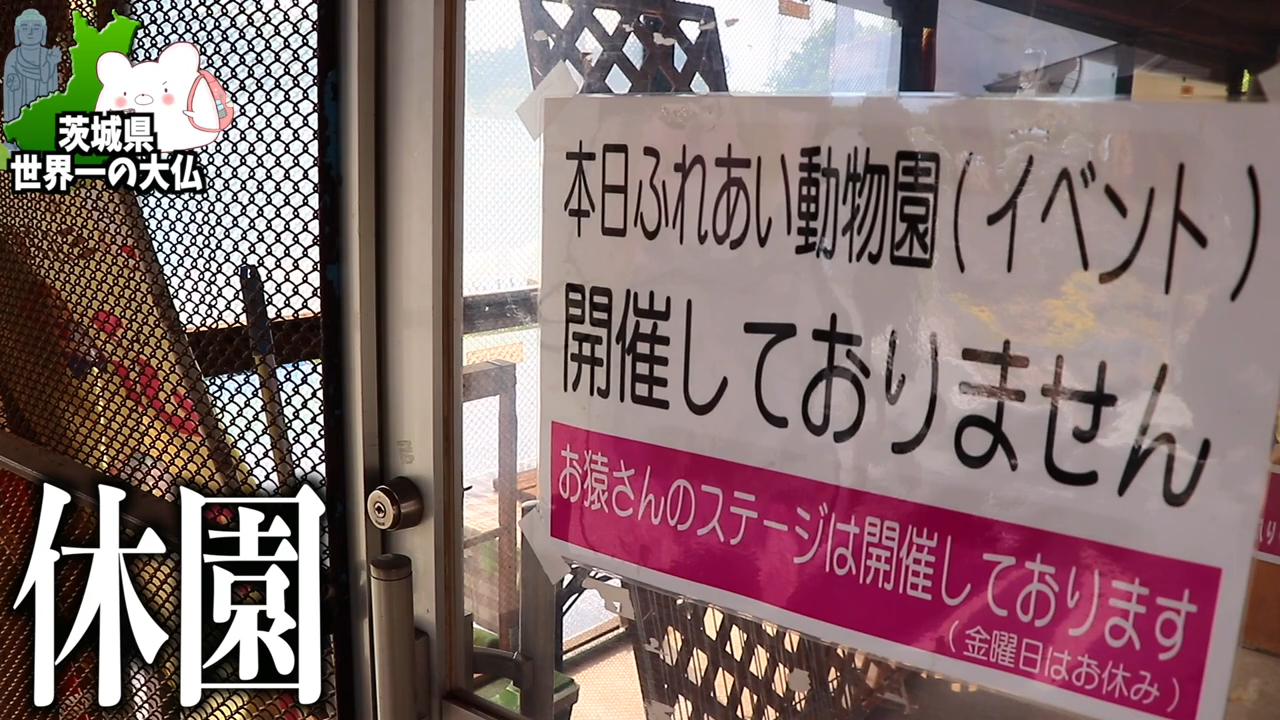 茨城県
世界一の大仏
本日ふれあい動物園(イベント)
開催しておりません
お猿さんのステージは開催しております
(金曜日はお休み)
休園